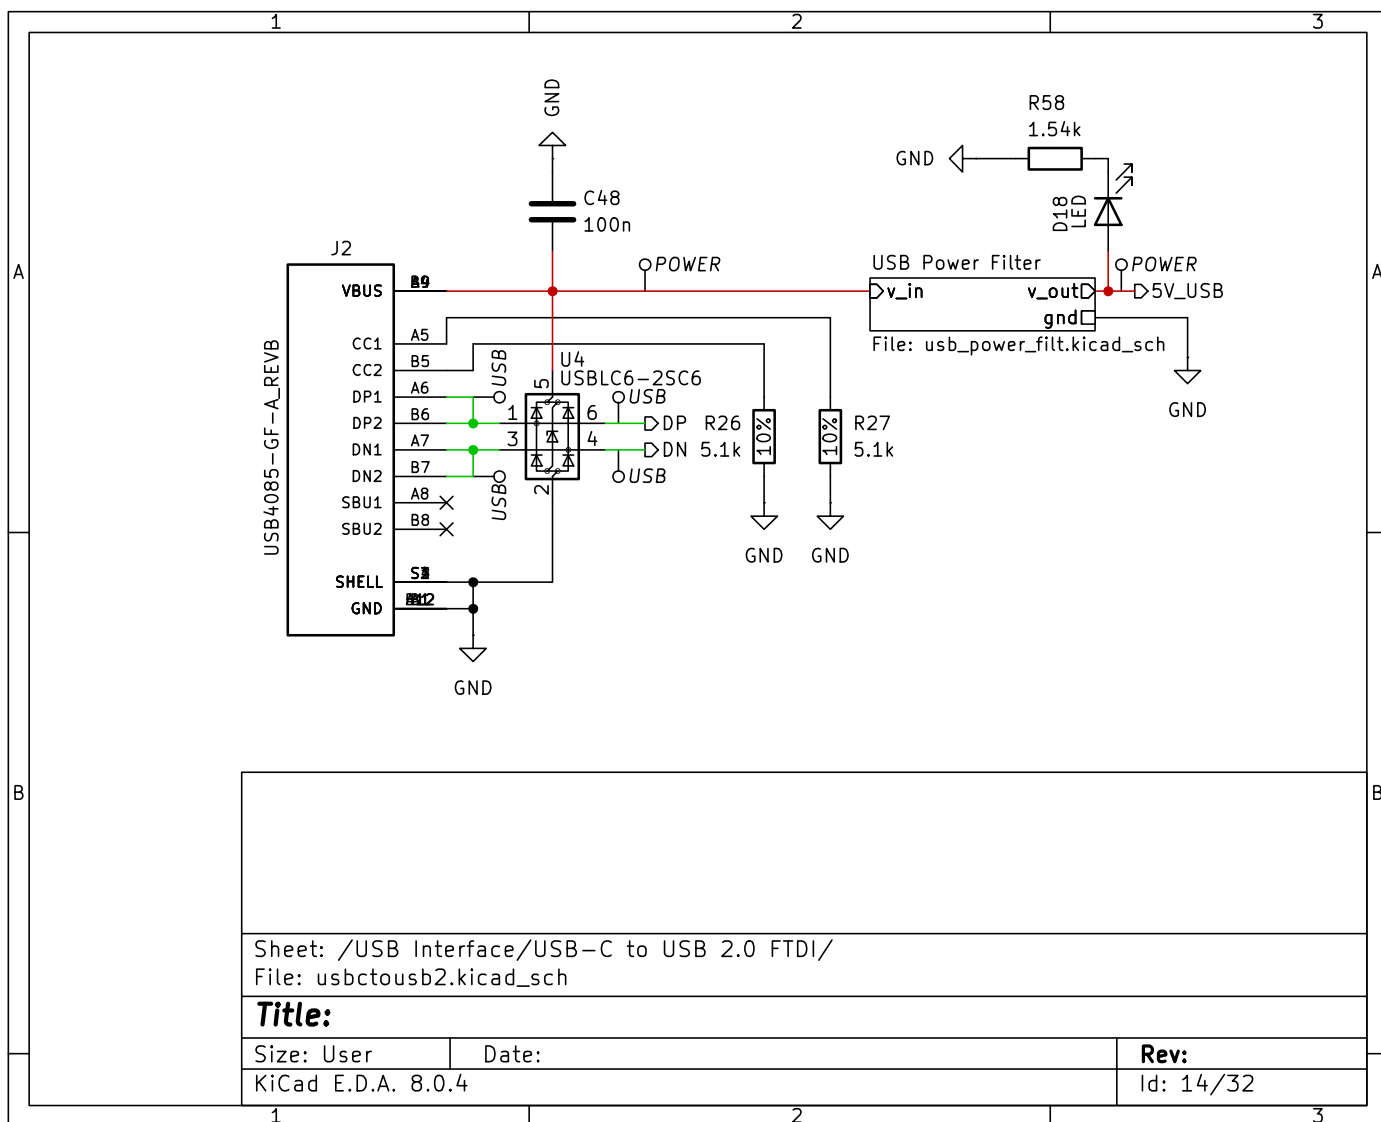 1 2 3
A A
B B
GND
C48
100n
R58
1.54k
GND
D18
LED
J2
USB4085-GF-A_REVB
VBUS
CC1 A5
CC2 B5
DP1 A6
DP2 B6
DN1 A7
DN2 B7
SBU1 A8
SBU2 B8
SHELL
GND
GND
POWER
USB
USB
U4
USBLC6-2SC6
5
1 6
3 4
2
USB
USB
DP
DN
R26
5.1k
10%
GND
R27
5.1k
10%
GND
USB Power Filter
v_in
v_out
gnd
File: usb_power_filt.kicad_sch
POWER
5V_USB
GND
Sheet: /USB Interface/USB-C to USB 2.0 FTDI/
File: usbctousb2.kicad_sch
Title:
Size: User Date: Rev:
KiCad E.D.A. 8.0.4 Id: 14/32
1 2 3